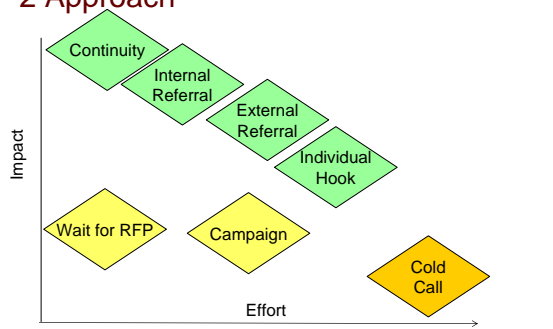 2 Approach
Continuity
Internal
Referral
External
Referral
Individual
Hook
Impact
Wait for RFP
Campaign
Cold
Call
Effort